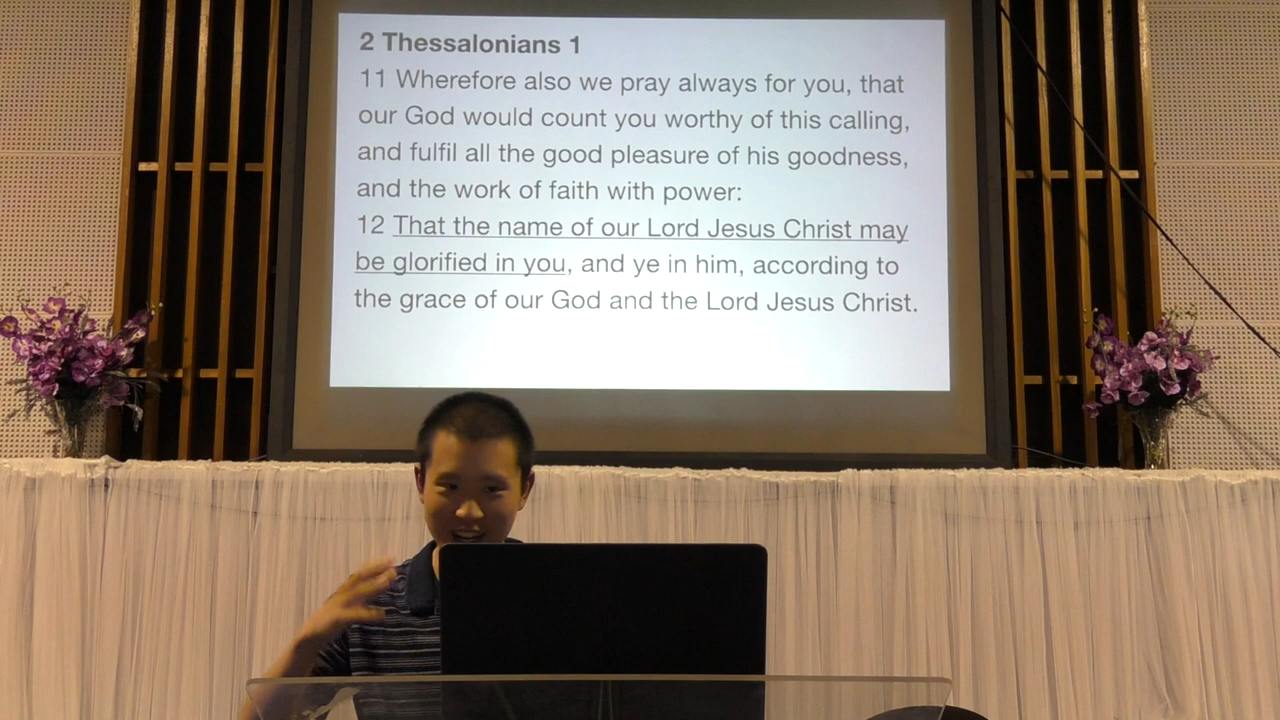 2 Thessalonians 1
11 Wherefore also we pray always for you, that
our God would count you worthy of this calling,
and fulfil all the good pleasure of his goodness,
and the work of faith with power:
12 That the name of our Lord Jesus Christ may
be glorified in you, and ye in him, according to
the grace of our God and the Lord Jesus Christ.